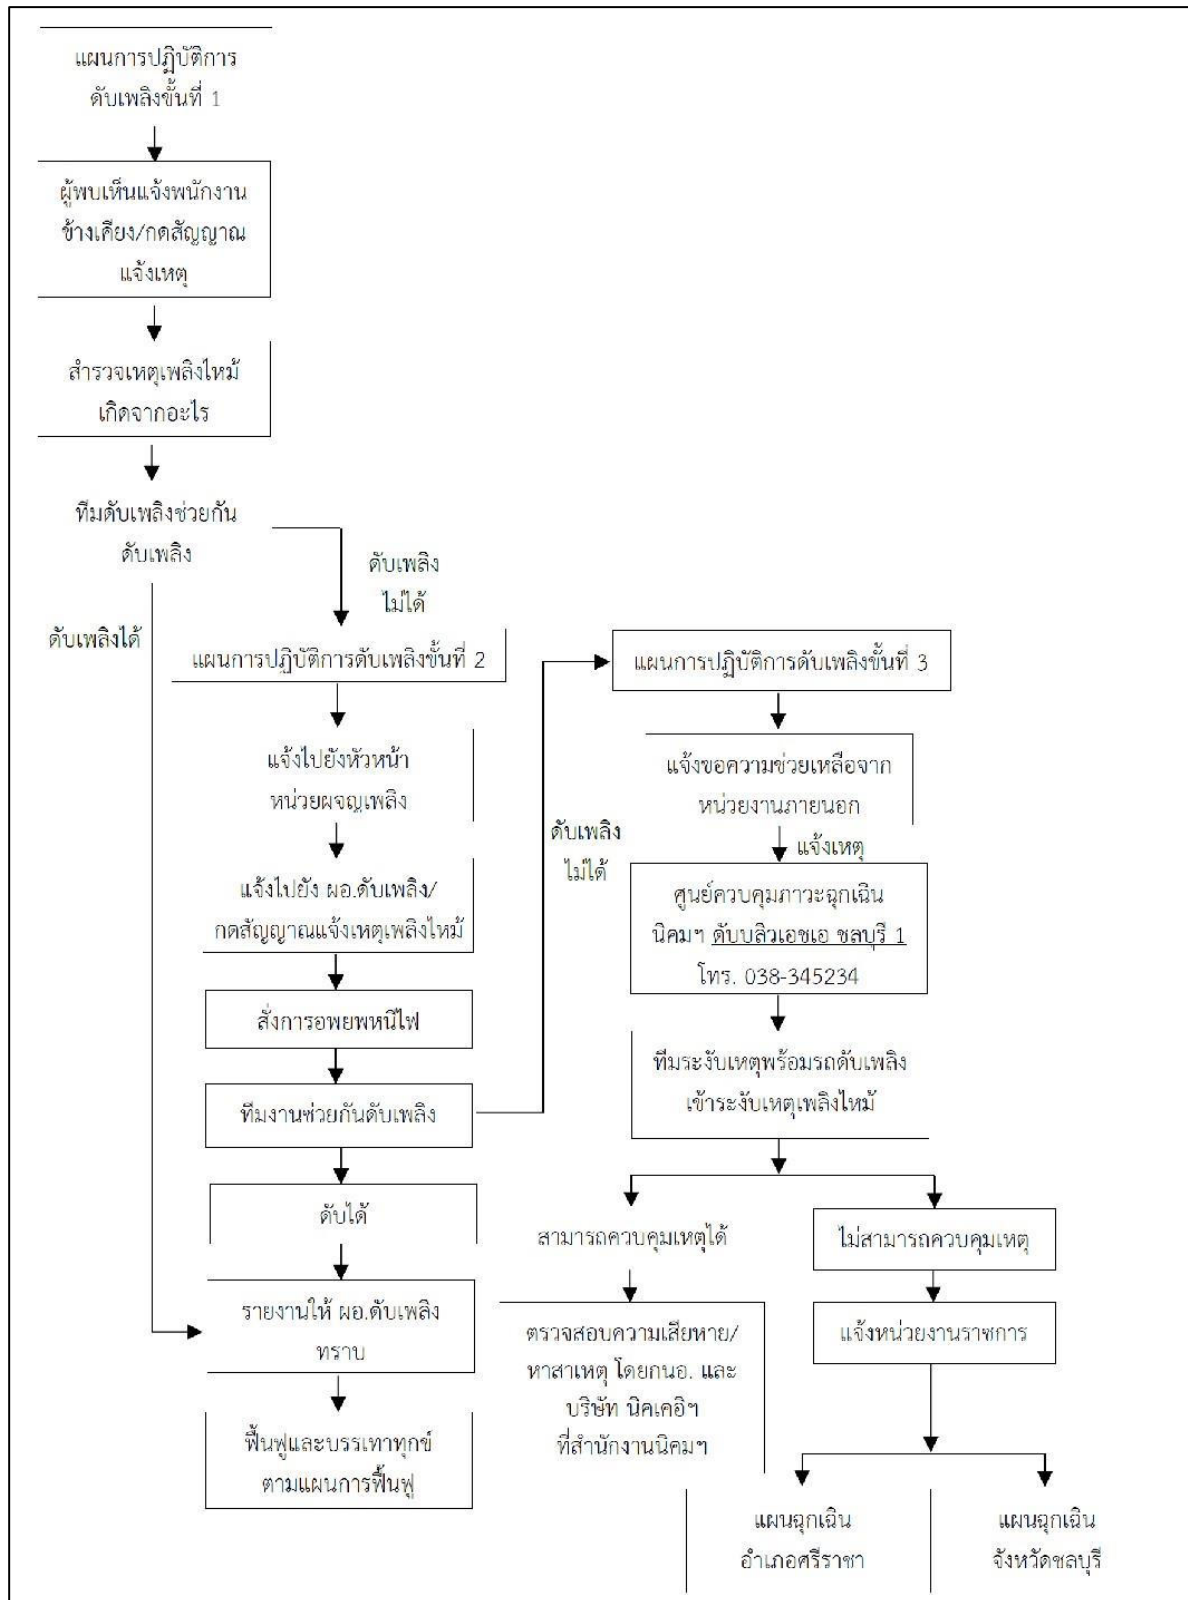 แผนการปฏิบัติการ
ดับเพลิงขั้นที่ 1
ผู้พบเห็นแจ้งพนักงาน
ข้างเคียง/กดสัญญาณ
แจ้งเหตุ
สำรวจเหตุเพลิงไหม้
เกิดจากอะไร
ทีมดับเพลิงช่วยกัน
ดับเพลิง
ดับเพลิง
ไม่ได้
ดับเพลิงได้
แผนการปฏิบัติการดับเพลิงขั้นที่ 2
แจ้งไปยังหัวหน้า
หน่วยผจญเพลิง
แจ้งไปยัง ผอ.ดับเพลิง/
กดสัญญาณแจ้งเหตุเพลิงไหม้
สั่งการอพยพหนีไฟ
ทีมงานช่วยกันดับเพลิง
ดับได้
รายงานให้ ผอ.ดับเพลิง
ทราบ
ฟื้นฟูและบรรเทาทุกข์
ตามแผนการฟื้นฟู
ดับเพลิง
ไม่ได้
แผนการปฏิบัติการดับเพลิงขั้นที่ 3
แจ้งขอความช่วยเหลือจาก
หน่วยงานภายนอก
แจ้งเหตุ
ศูนย์ควบคุมภาวะฉุกเฉิน
นิคมฯ ดับบลิวเอชเอ ชลบุรี 1
โทร. 038-345234
ทีมระงับเหตุพร้อมรถดับเพลิง
เข้าระงับเหตุเพลิงไหม้
สามารถควบคุมเหตุได้
ตรวจสอบความเสียหาย/
หาสาเหตุ โดยกนอ. และ
บริษัท นิคเคอิฯ
ที่สำนักงานนิคมฯ
ไม่สามารถควบคุมเหตุ
แจ้งหน่วยงานราชการ
แผนฉุกเฉิน
อำเภอศรีราชา
แผนฉุกเฉิน
จังหวัดชลบุรี